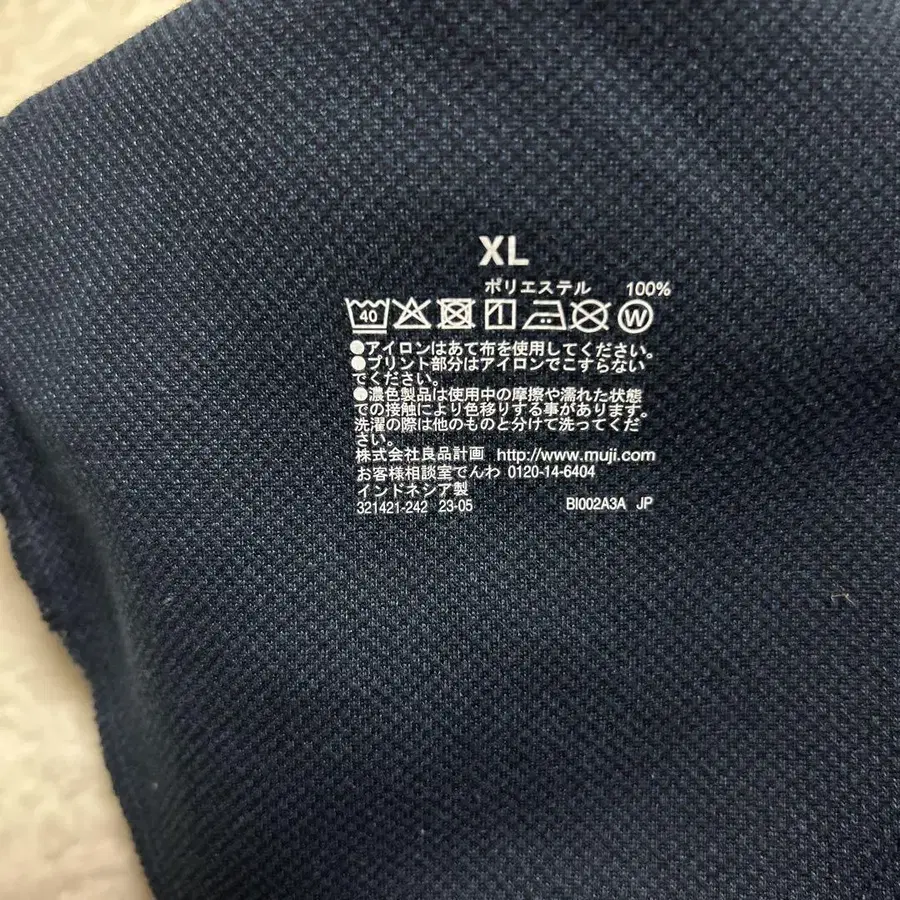 XL
ポリエステル 100%
40
●アイロンはあて布を使用してください。
●プリント部分はアイロンでこすらない
でください。
●濃色製品は使用中の摩擦や濡れた状態
での接触により色移りする事があります。
洗濯の際は他のものと分けて洗ってくだ
さい。
株式会社良品計画 http://www.muji.com
お客様相談室でんわ 0120-14-6404
インドネシア製
321421-242 23-05 BI002A3A JP